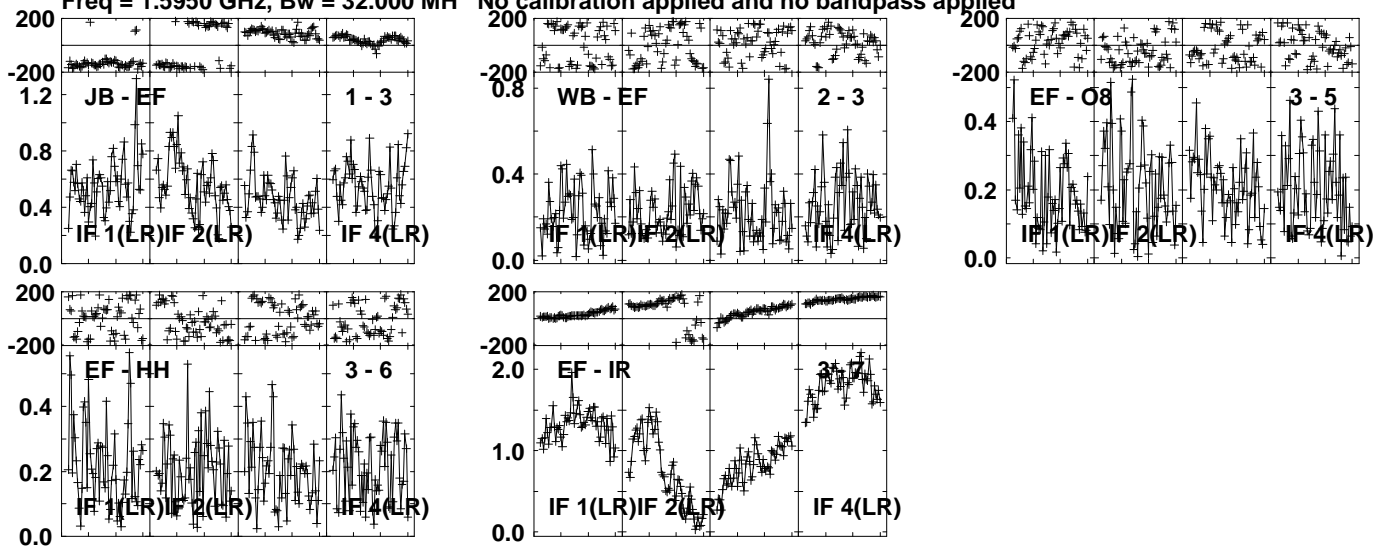 Freq = 1.5950 GHz, Bw = 32.000 MH No calibration applied and no bandpass applied
200
-200
1.2
0.8
0.4
0.0
JB - EF 1 - 3
IF 1(LR) IF 2(LR) IF 4(LR)
200
-200
0.8
0.4
0.0
WB - EF 2 - 3
IF 1(LR) IF 2(LR) IF 4(LR)
200
-200
0.4
0.2
0.0
EF - O8 3 - 5
IF 1(LR) IF 2(LR) IF 4(LR)
200
-200
0.4
0.2
0.0
EF - HH 3 - 6
IF 1(LR) IF 2(LR) IF 4(LR)
200
-200
2.0
1.0
0.0
EF - IR 3 - 7
IF 1(LR) IF 2(LR) IF 4(LR)